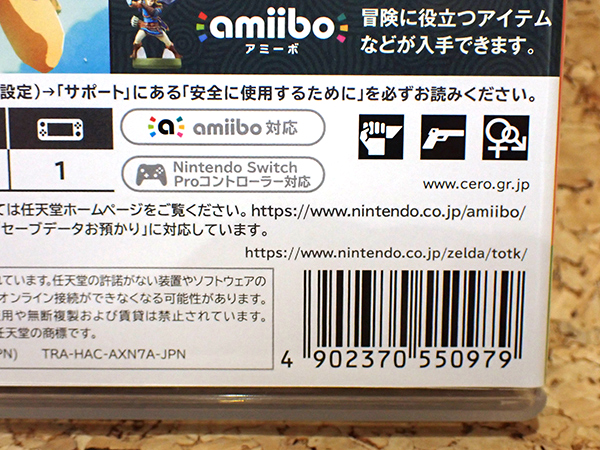 amiibo
アミーボ
冒険に役立つアイテム
などが入手できます。
設定)→「サポート」にある「安全に使用するために」を必ずお読みください。
amiibo 対応
1
Nintendo Switch
Proコントローラー対応
www.cero.gr.jp
ては任天堂ホームページをご覧ください。https://www.nintendo.co.jp/amiibo/
セーブデータお預かり」に対応しています。
https://www.nintendo.co.jp/zelda/totk/
れています。任天堂の許諾がない装置やソフトウェアの
オンライン接続ができなくなる可能性があります。
用や無断複製および賃貸は禁止されています。
天堂の商標です。
PN) TRA-HAC-AXN7A-JPN
4 902370 550979